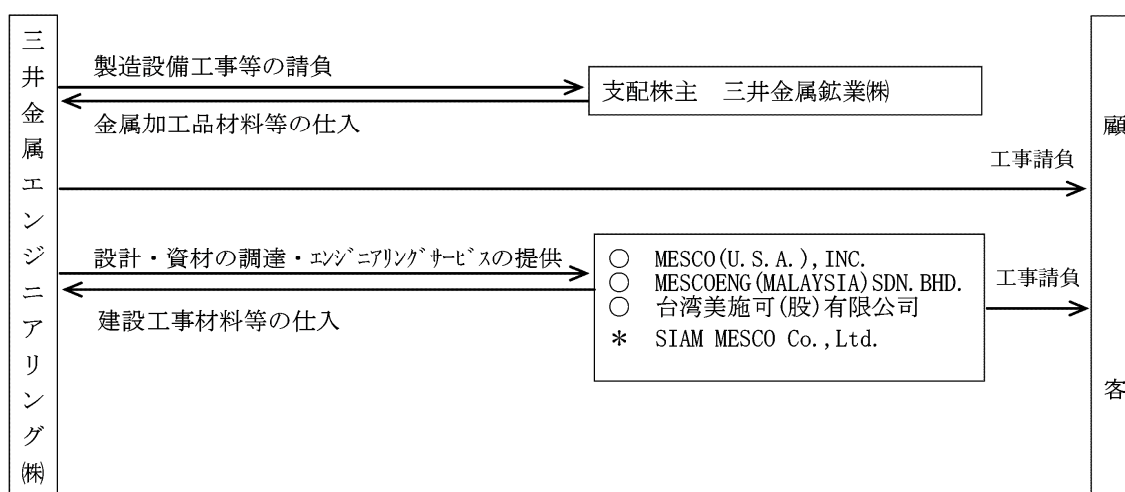 三井金属エンジニアリング㈱
製造設備工事等の請負
支配株主　三井金属鉱業㈱
金属加工品材料等の仕入
工事請負
設計・資材の調達・ｴﾝｼﾞﾆｱﾘﾝｸﾞｻｰﾋﾞｽの提供
建設工事材料等の仕入
○ MESCO(U.S.A.),INC.
○ MESCOENG(MALAYSIA)SDN.BHD.
○ 台湾美施可(股)有限公司
＊ SIAM MESCO Co.,Ltd.
工事請負
顧客